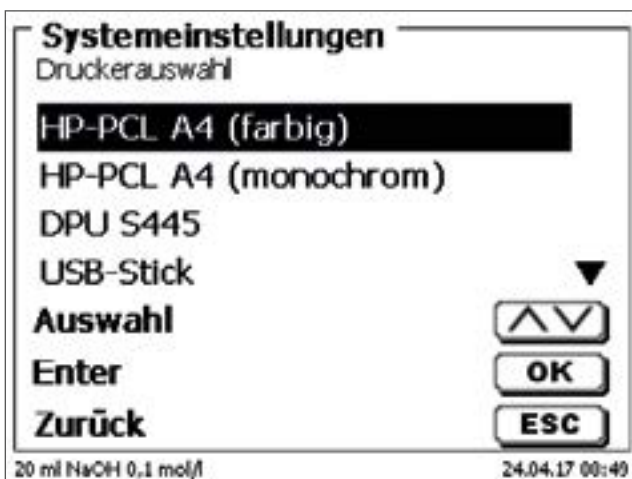 Systemeinstellungen
Druckerauswahl
HP-PCL A4 (farbig)
HP-PCL A4 (monochrom)
DPU S445
USB-Stick
Auswahl
Enter OK
Zurück ESC
20 ml NaOH 0,1 mol/l 24.04.17 00:49